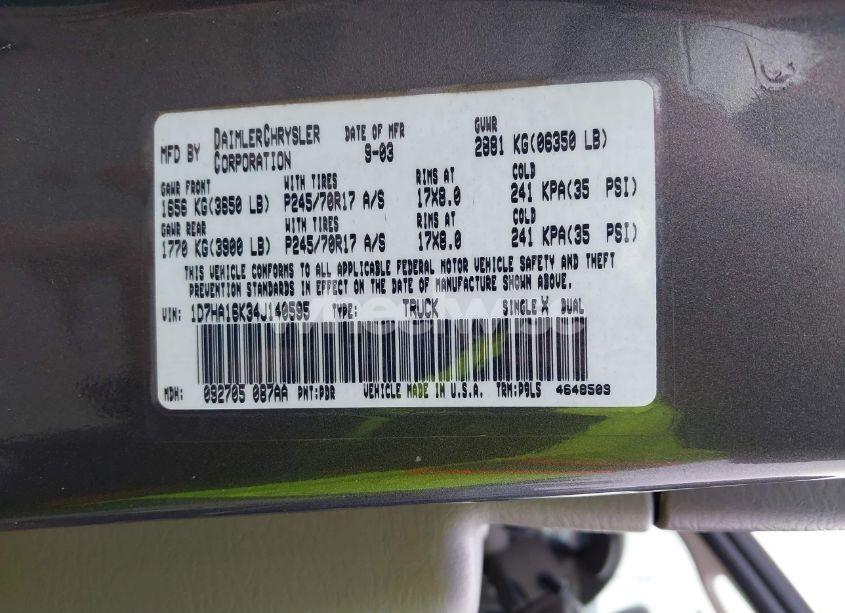 MFD BY DAIMLERCHRYSLER CORPORATION DATE OF MFR 9-03 GVWR 2881 KG(06350 LB)
GAWR FRONT WITH TIRES RIMS AT COLD
1656 KG(3650 LB) P245/70R17 A/S 17X8.0 241 KPA(35 PSI)
GAWR REAR WITH TIRES RIMS AT COLD
1770 KG(3900 LB) P245/70R17 A/S 17X8.0 241 KPA(35 PSI)
THIS VEHICLE CONFORMS TO ALL APPLICABLE FEDERAL MOTOR VEHICLE SAFETY AND THEFT
PREVENTION STANDARDS IN EFFECT ON THE DATE OF MANUFACTURE SHOWN ABOVE.
VIN: 1D7HA16K34J140595 TYPE: TRUCK SINGLE X DUAL
MDH: 092705 087AA PNT:PDR VEHICLE MADE IN U.S.A. TRM:P9LS 4648509